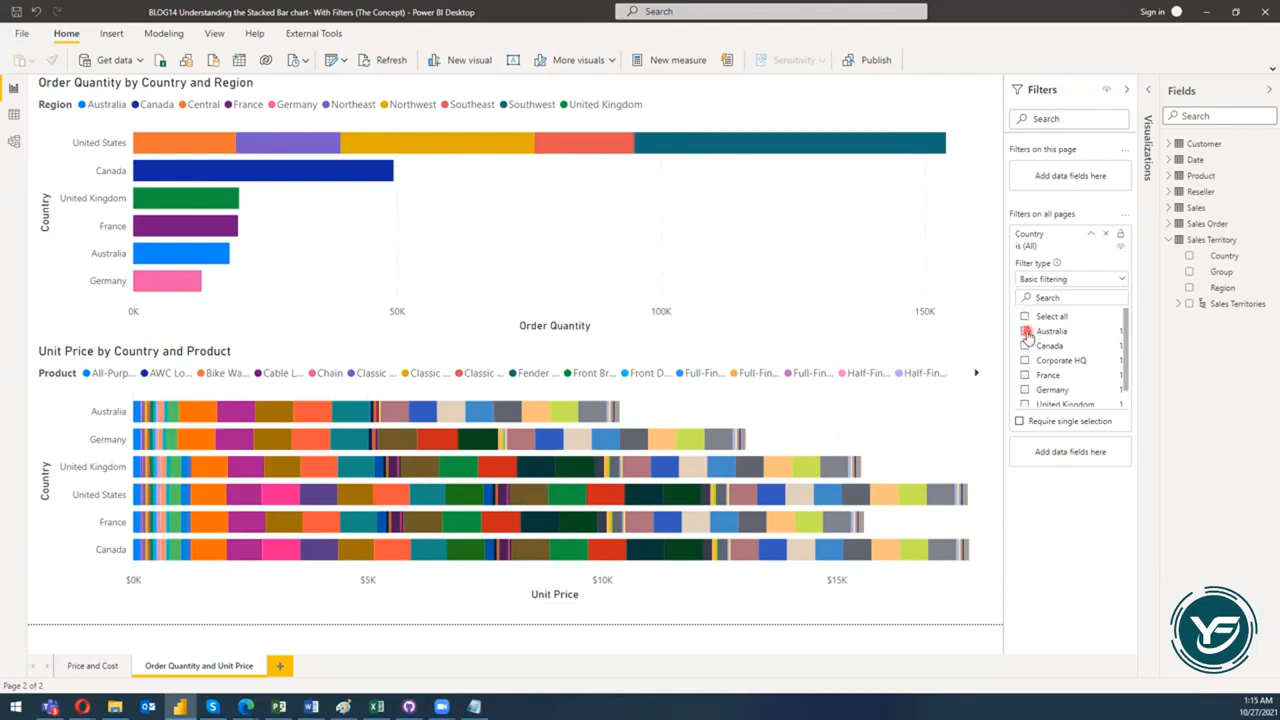 BLOG14 Understanding the Stacked Bar chart- With Filters (The Concept) - Power BI Desktop
Search
Sign in
File Home Insert Modeling View Help External Tools
Get data
Refresh
New visual
More visuals
New measure
Sensitivity
Publish
Order Quantity by Country and Region
Region Australia Canada Central France Germany Northeast Northwest Southeast Southwest United Kingdom
Country
United States
Canada
United Kingdom
France
Australia
Germany
0K 50K 100K 150K
Order Quantity
Unit Price by Country and Product
Product All-Purp... AWC Lo... Bike Wa... Cable L... Chain Classic ... Classic ... Classic ... Fender ... Front Br... Front D... Full-Fin... Full-Fin... Full-Fin... Half-Fin... Half-Fin...
Country
Australia
Germany
United Kingdom
United States
France
Canada
$0K $5K $10K $15K
Unit Price
Filters
Search
Filters on this page ...
Add data fields here
Filters on all pages ...
Country
is (All)
Filter type
Basic filtering
Search
Select all
Australia 1
Canada 1
Corporate HQ 1
France 1
Germany 1
United Kingdom 1
Require single selection
Add data fields here
Visualizations
Fields
Search
Customer
Date
Product
Reseller
Sales
Sales Order
Sales Territory
Country
Group
Region
Sales Territories
YF
Price and Cost
Order Quantity and Unit Price
+
Page 2 of 2
1:15 AM
10/27/2021